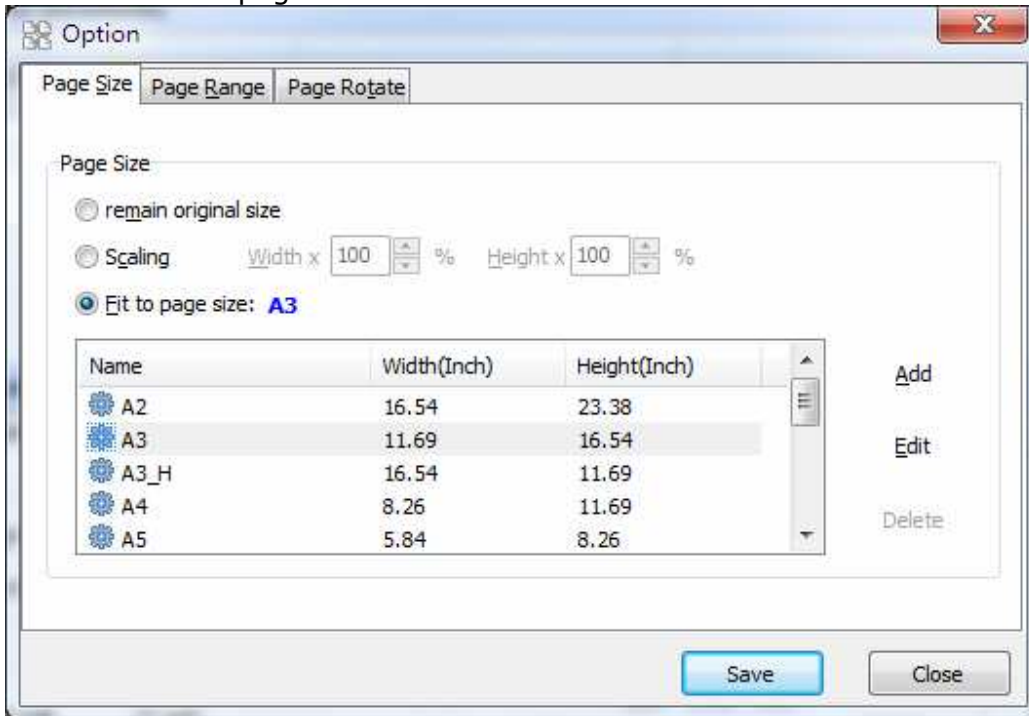 Option
Page Size Page Range Page Rotate
Page Size
remain original size
Scaling Width x 100 % Height x 100 %
Fit to page size: A3
Name Width(Inch) Height(Inch)
A2 16.54 23.38
A3 11.69 16.54
A3_H 16.54 11.69
A4 8.26 11.69
A5 5.84 8.26
Add
Edit
Delete
Save Close